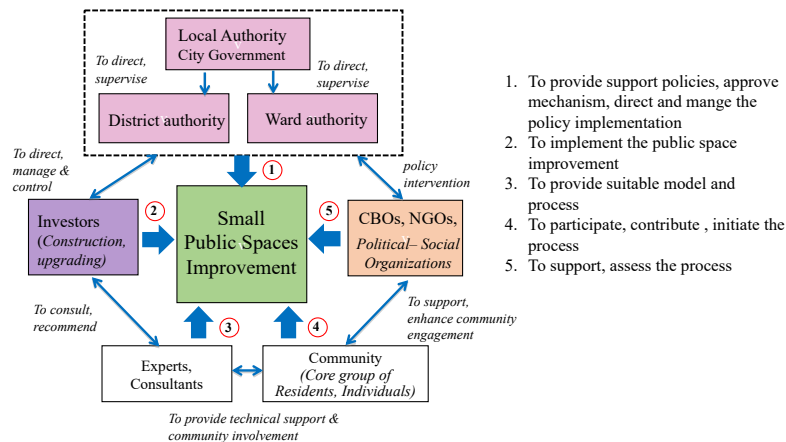 Local Authority
City Government
To direct,
supervise
To direct,
supervise
District authority
Ward authority
To direct,
manage &
control
1
policy
intervention
Investors
(Construction,
upgrading)
2
Small
Public Spaces
Improvement
5
CBOs, NGOs,
Political– Social
Organizations
To consult,
recommend
3
4
To support,
enhance community
engagement
Experts,
Consultants
Community
(Core group of
Residents, Individuals)
To provide technical support &
community involvement
1. To provide support policies, approve
mechanism, direct and mange the
policy implementation
2. To implement the public space
improvement
3. To provide suitable model and
process
4. To participate, contribute , initiate the
process
5. To support, assess the process